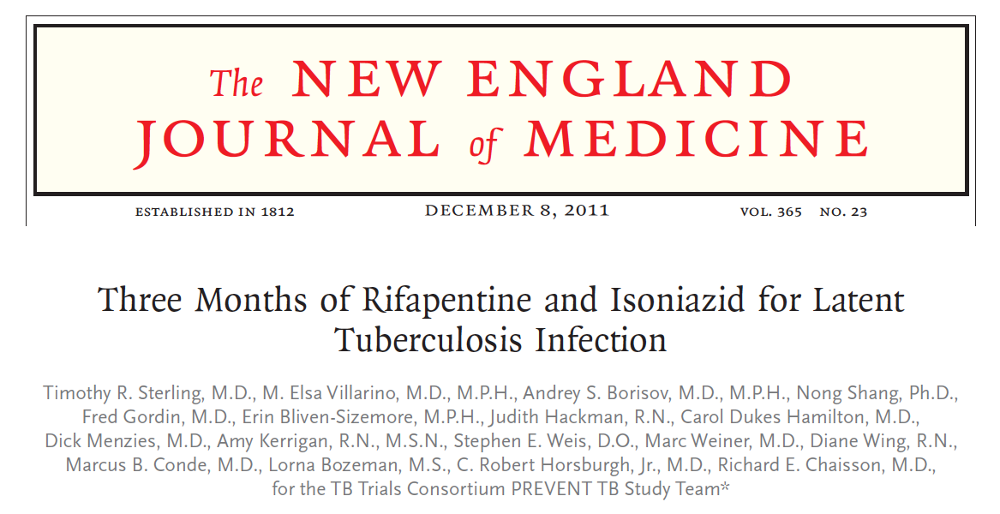 The NEW ENGLAND
JOURNAL of MEDICINE
ESTABLISHED IN 1812 DECEMBER 8, 2011 VOL. 365 NO. 23
Three Months of Rifapentine and Isoniazid for Latent
Tuberculosis Infection
Timothy R. Sterling, M.D., M. Elsa Villarino, M.D., M.P.H., Andrey S. Borisov, M.D., M.P.H., Nong Shang, Ph.D.,
Fred Gordin, M.D., Erin Bliven-Sizemore, M.P.H., Judith Hackman, R.N., Carol Dukes Hamilton, M.D.,
Dick Menzies, M.D., Amy Kerrigan, R.N., M.S.N., Stephen E. Weis, D.O., Marc Weiner, M.D., Diane Wing, R.N.,
Marcus B. Conde, M.D., Lorna Bozeman, M.S., C. Robert Horsburgh, Jr., M.D., Richard E. Chaisson, M.D.,
for the TB Trials Consortium PREVENT TB Study Team*